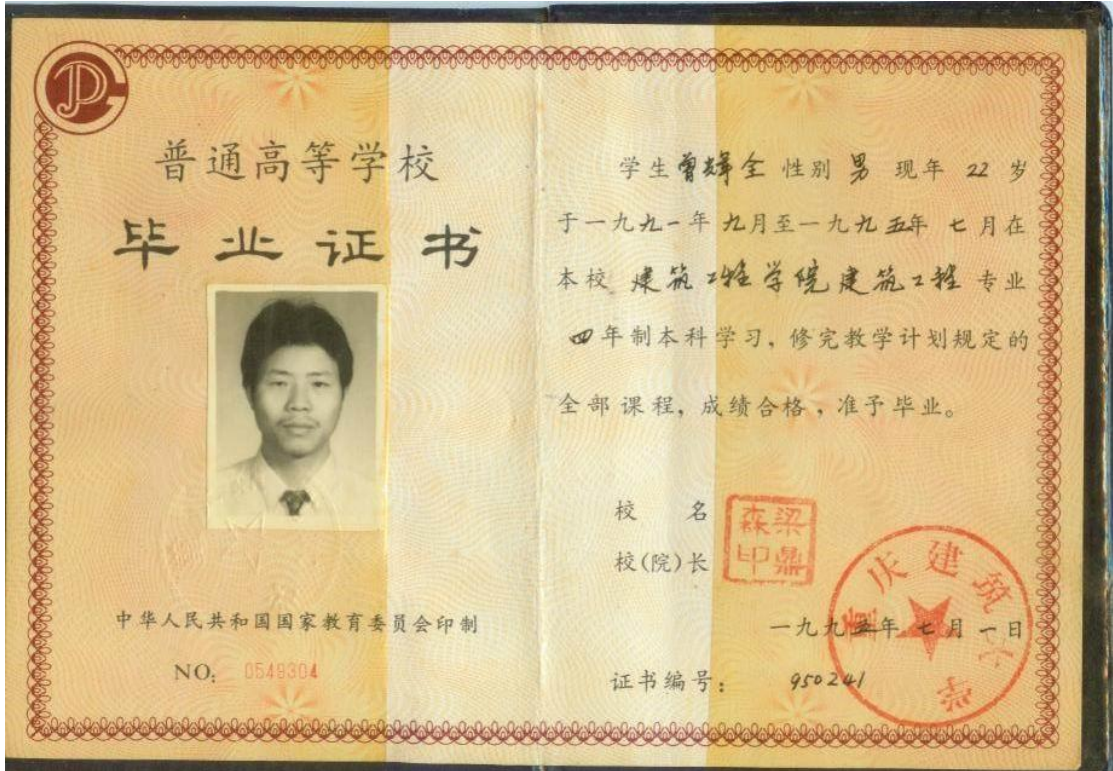 普通高等学校
毕业证书
中华人民共和国国家教育委员会印制
NO: 0549304
学生曾辉全 性别 男 现年 22 岁
于一九九一年 九月至一九九五年 七月在
本校 建筑工程学院建筑工程 专业
四年制本科学习，修完教学计划规定的
全部课程，成绩合格，准予毕业。
校 名
校(院)长
梁鼎森印
重庆建筑大学
一九九五年 七月 一日
证书编号： 950241